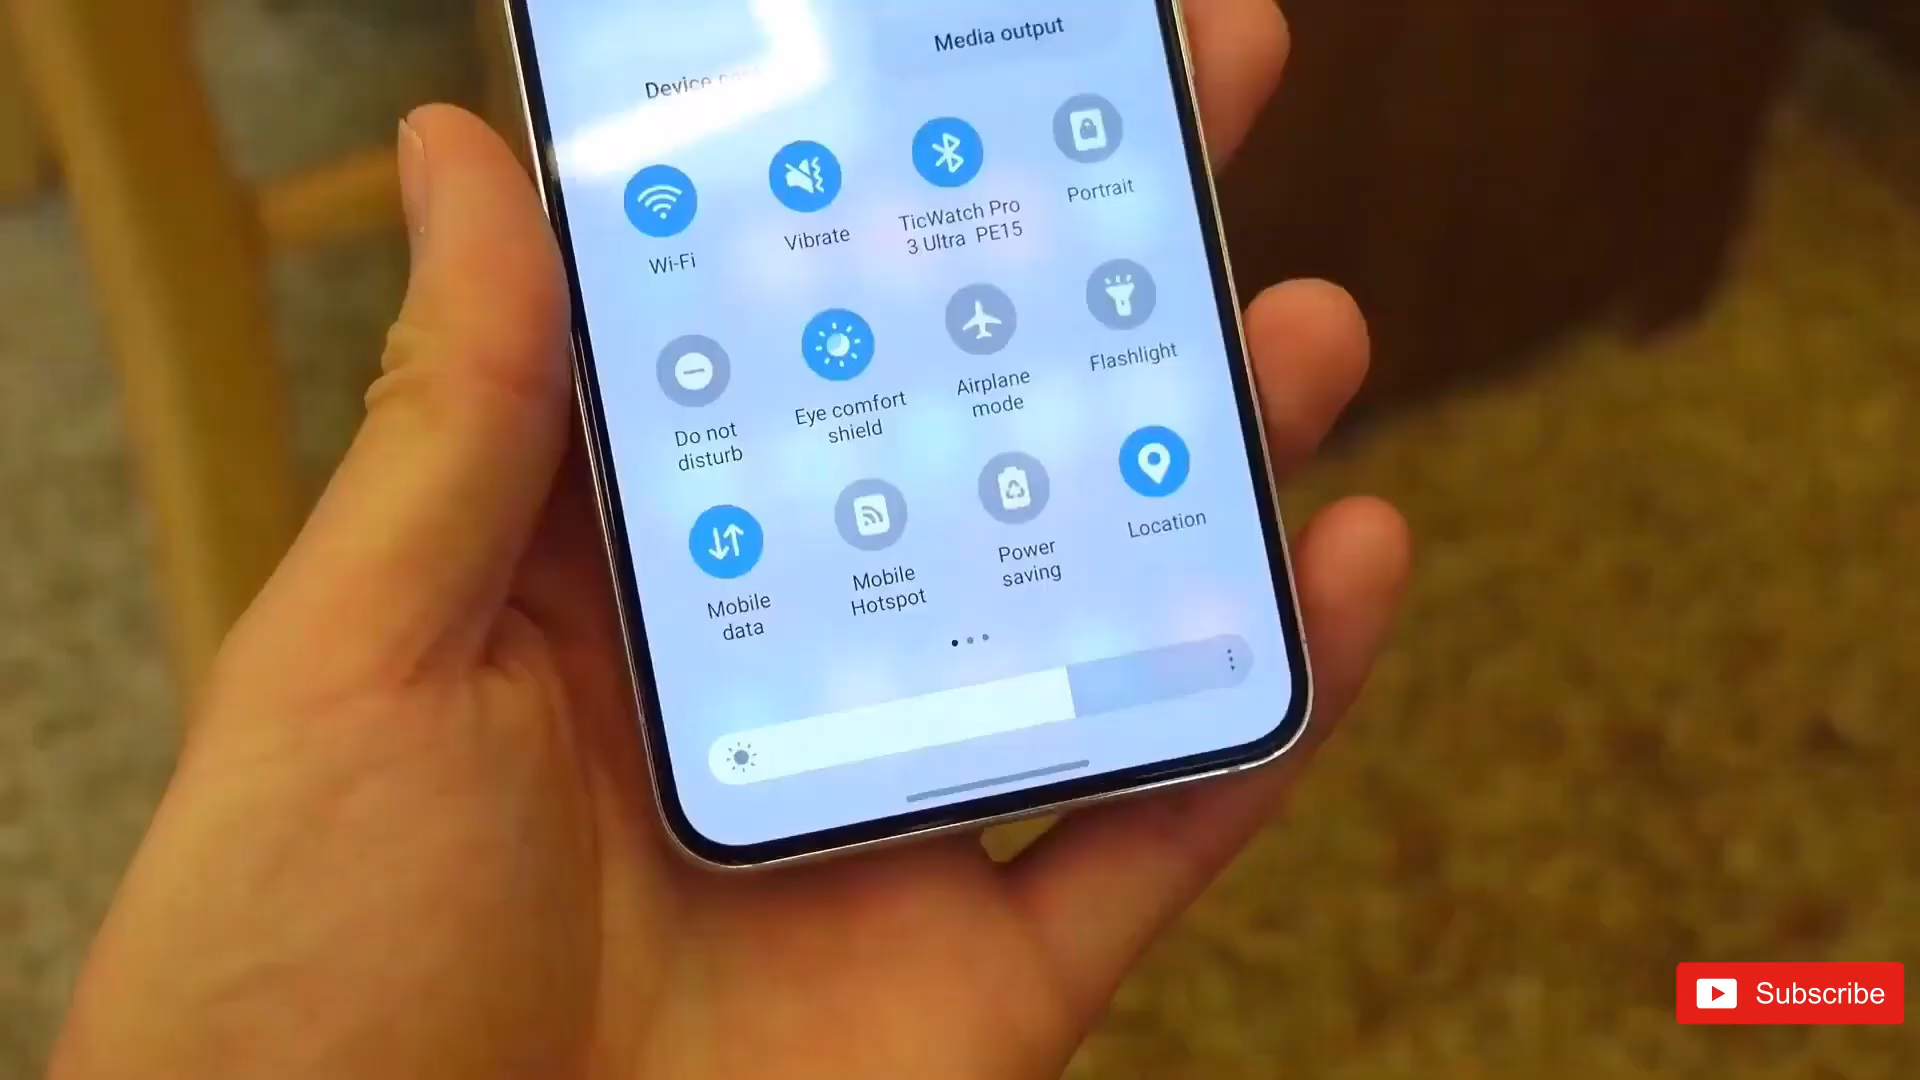 Media output
Device
Wi-Fi
Vibrate
TicWatch Pro
3 Ultra PE15
Portrait
Do not
disturb
Eye comfort
shield
Airplane
mode
Flashlight
Mobile
data
Mobile
Hotspot
Power
saving
Location
Subscribe